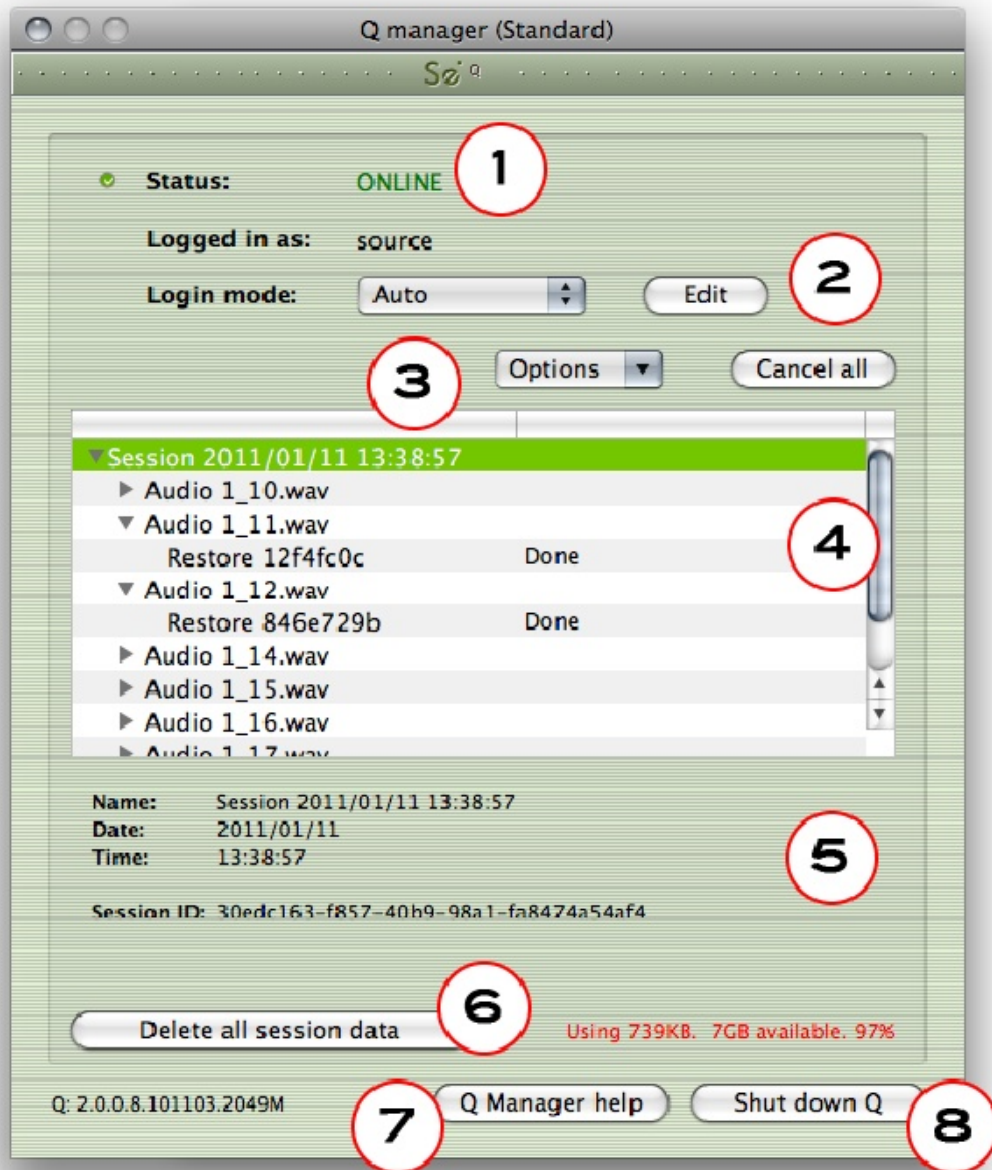 Q manager (Standard)
Q
Status: ONLINE 1
Logged in as: source
Login mode: Auto Edit 2
3 Options Cancel all
Session 2011/01/11 13:38:57
Audio 1_10.wav
Audio 1_11.wav
Restore 12f4fc0c Done 4
Audio 1_12.wav
Restore 846e729b Done
Audio 1_14.wav
Audio 1_15.wav
Audio 1_16.wav
Audio 1_17.wav
Name: Session 2011/01/11 13:38:57
Date: 2011/01/11
Time: 13:38:57 5
Session ID: 30edc163-f857-40b9-98a1-fa8474a54af4
Delete all session data 6 Using 739KB. 7GB available. 97%
Q: 2.0.0.8.101103.2049M 7 Q Manager help Shut down Q 8